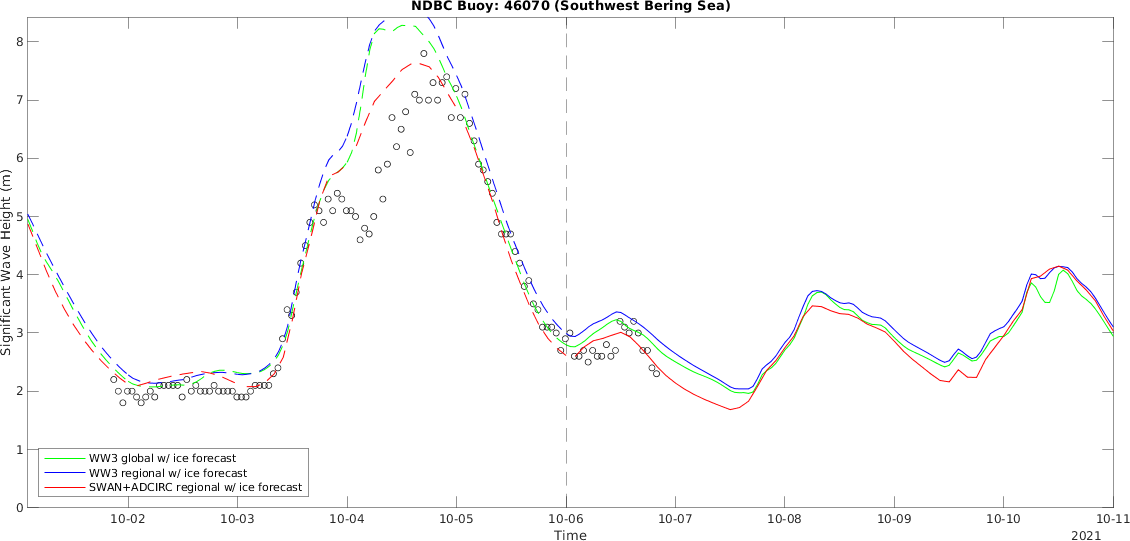 NDBC Buoy: 46070 (Southwest Bering Sea)
Significant Wave Height (m)
8
7
6
5
4
3
2
1
0
WW3 global w/ ice forecast
WW3 regional w/ ice forecast
SWAN+ADCIRC regional w/ ice forecast
10-02 10-03 10-04 10-05 10-06 10-07 10-08 10-09 10-10 10-11
Time
2021